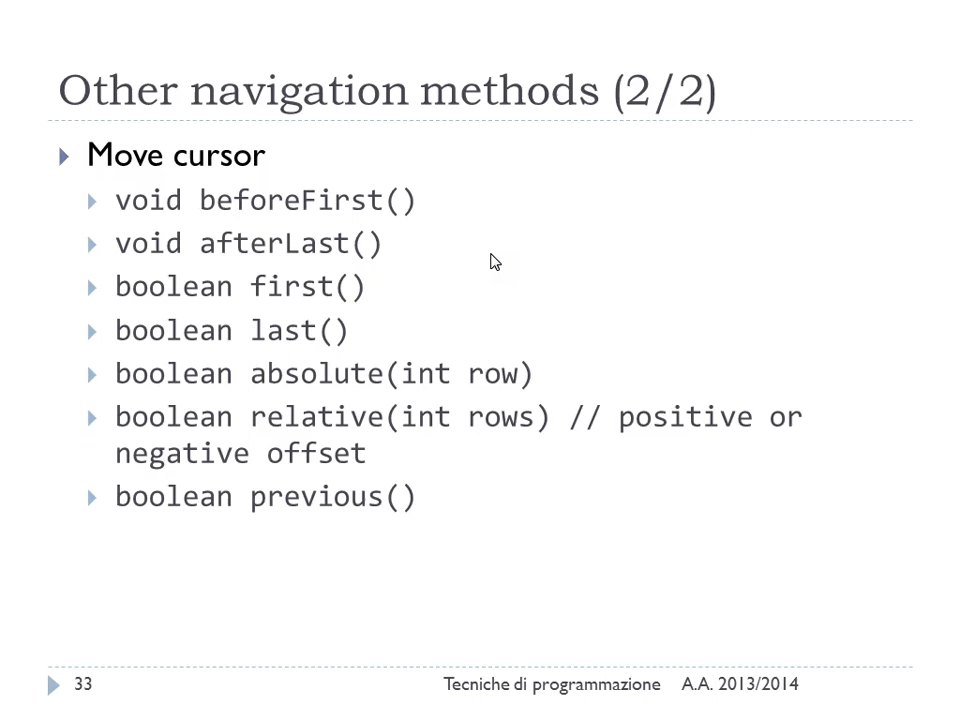 Other navigation methods (2/2)
Move cursor
void beforeFirst()
void afterLast()
boolean first()
boolean last()
boolean absolute(int row)
boolean relative(int rows) // positive or
negative offset
boolean previous()
33 Tecniche di programmazione A.A. 2013/2014